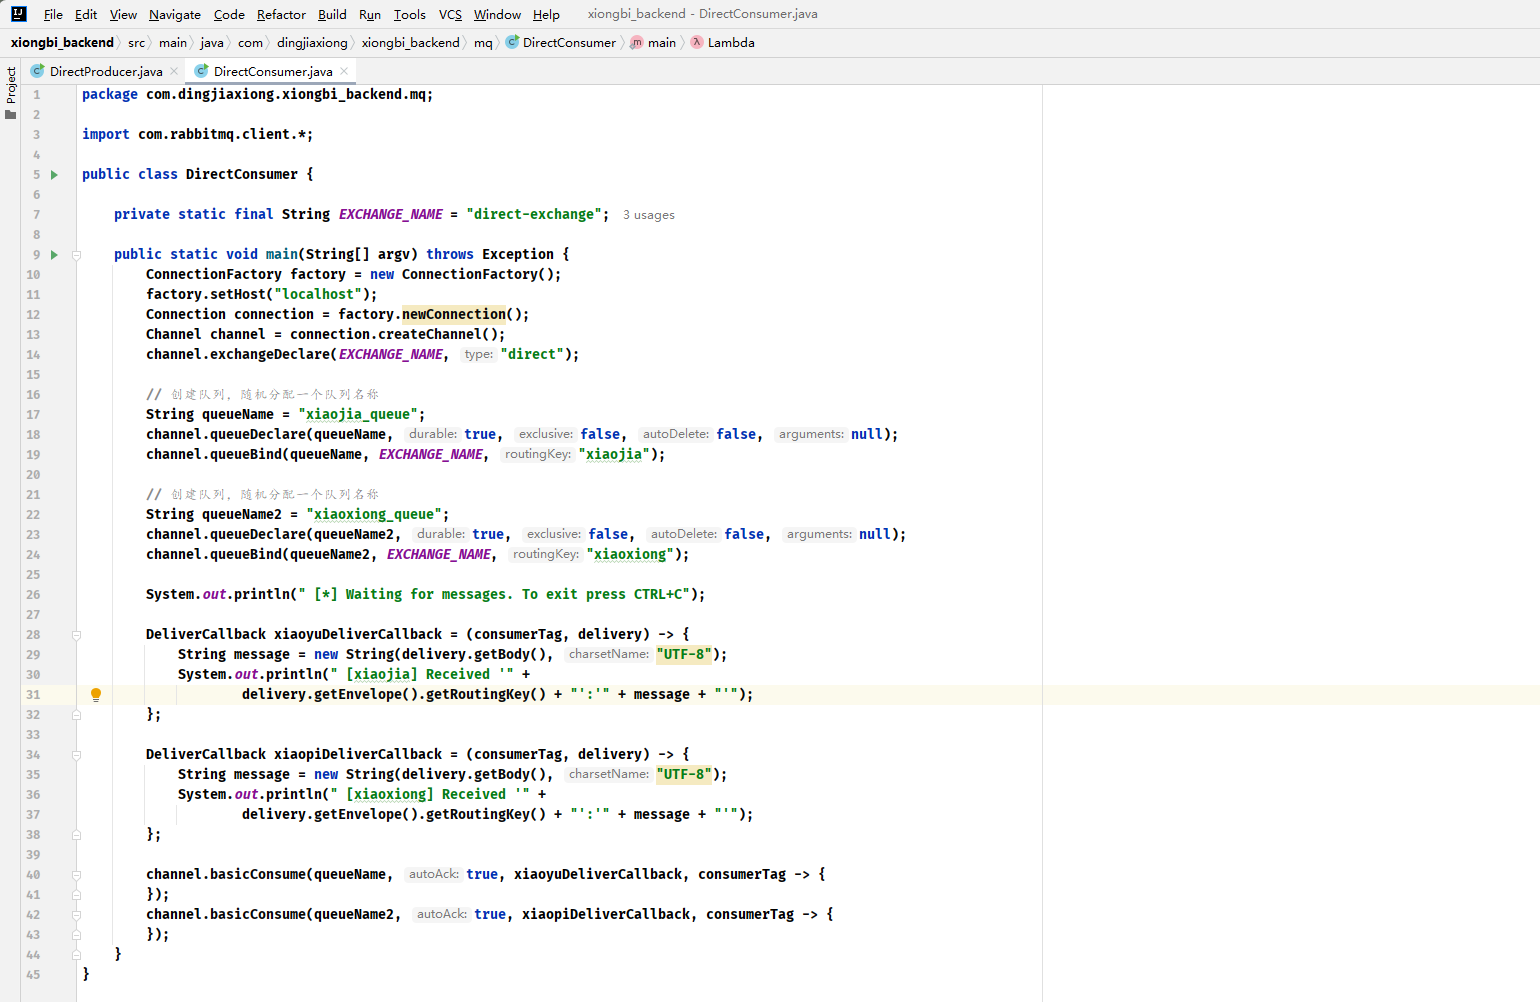 File Edit View Navigate Code Refactor Build Run Tools VCS Window Help xiongbi_backend - DirectConsumer.java
xiongbi_backend src main java com dingjiaxiong xiongbi_backend mq DirectConsumer main Lambda
Project
DirectProducer.java DirectConsumer.java
1 package com.dingjiaxiong.xiongbi_backend.mq;
2
3 import com.rabbitmq.client.*;
4
5 public class DirectConsumer {
6
7 private static final String EXCHANGE_NAME = "direct-exchange"; 3 usages
8
9 public static void main(String[] argv) throws Exception {
10 ConnectionFactory factory = new ConnectionFactory();
11 factory.setHost("localhost");
12 Connection connection = factory.newConnection();
13 Channel channel = connection.createChannel();
14 channel.exchangeDeclare(EXCHANGE_NAME, type: "direct");
15
16 // 创建队列，随机分配一个队列名称
17 String queueName = "xiaojia_queue";
18 channel.queueDeclare(queueName, durable: true, exclusive: false, autoDelete: false, arguments: null);
19 channel.queueBind(queueName, EXCHANGE_NAME, routingKey: "xiaojia");
20
21 // 创建队列，随机分配一个队列名称
22 String queueName2 = "xiaoxiong_queue";
23 channel.queueDeclare(queueName2, durable: true, exclusive: false, autoDelete: false, arguments: null);
24 channel.queueBind(queueName2, EXCHANGE_NAME, routingKey: "xiaoxiong");
25
26 System.out.println(" [*] Waiting for messages. To exit press CTRL+C");
27
28 DeliverCallback xiaoyuDeliverCallback = (consumerTag, delivery) -> {
29 String message = new String(delivery.getBody(), charsetName: "UTF-8");
30 System.out.println(" [xiaojia] Received '" +
31 delivery.getEnvelope().getRoutingKey() + "':'" + message + "'");
32 };
33
34 DeliverCallback xiaopiDeliverCallback = (consumerTag, delivery) -> {
35 String message = new String(delivery.getBody(), charsetName: "UTF-8");
36 System.out.println(" [xiaoxiong] Received '" +
37 delivery.getEnvelope().getRoutingKey() + "':'" + message + "'");
38 };
39
40 channel.basicConsume(queueName, autoAck: true, xiaoyuDeliverCallback, consumerTag -> {
41 });
42 channel.basicConsume(queueName2, autoAck: true, xiaopiDeliverCallback, consumerTag -> {
43 });
44 }
45 }